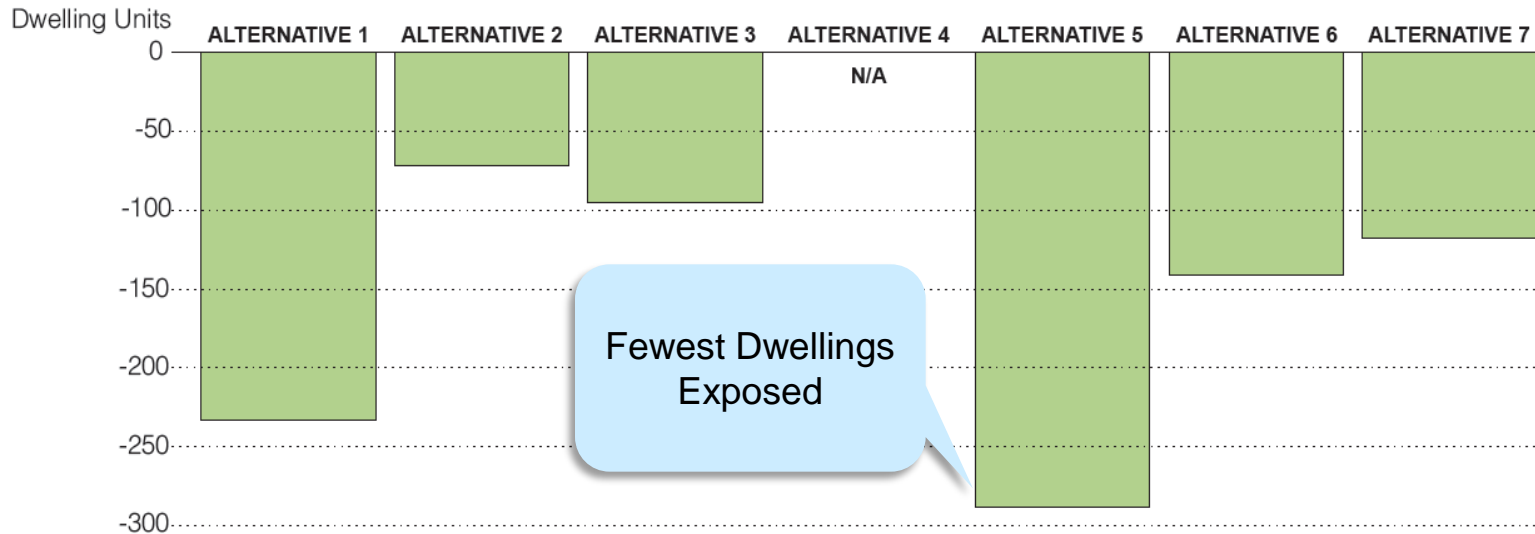 Dwelling Units
ALTERNATIVE 1 ALTERNATIVE 2 ALTERNATIVE 3 ALTERNATIVE 4 ALTERNATIVE 5 ALTERNATIVE 6 ALTERNATIVE 7
0
N/A
-50
-100
-150
-200
-250
-300
Fewest Dwellings
Exposed